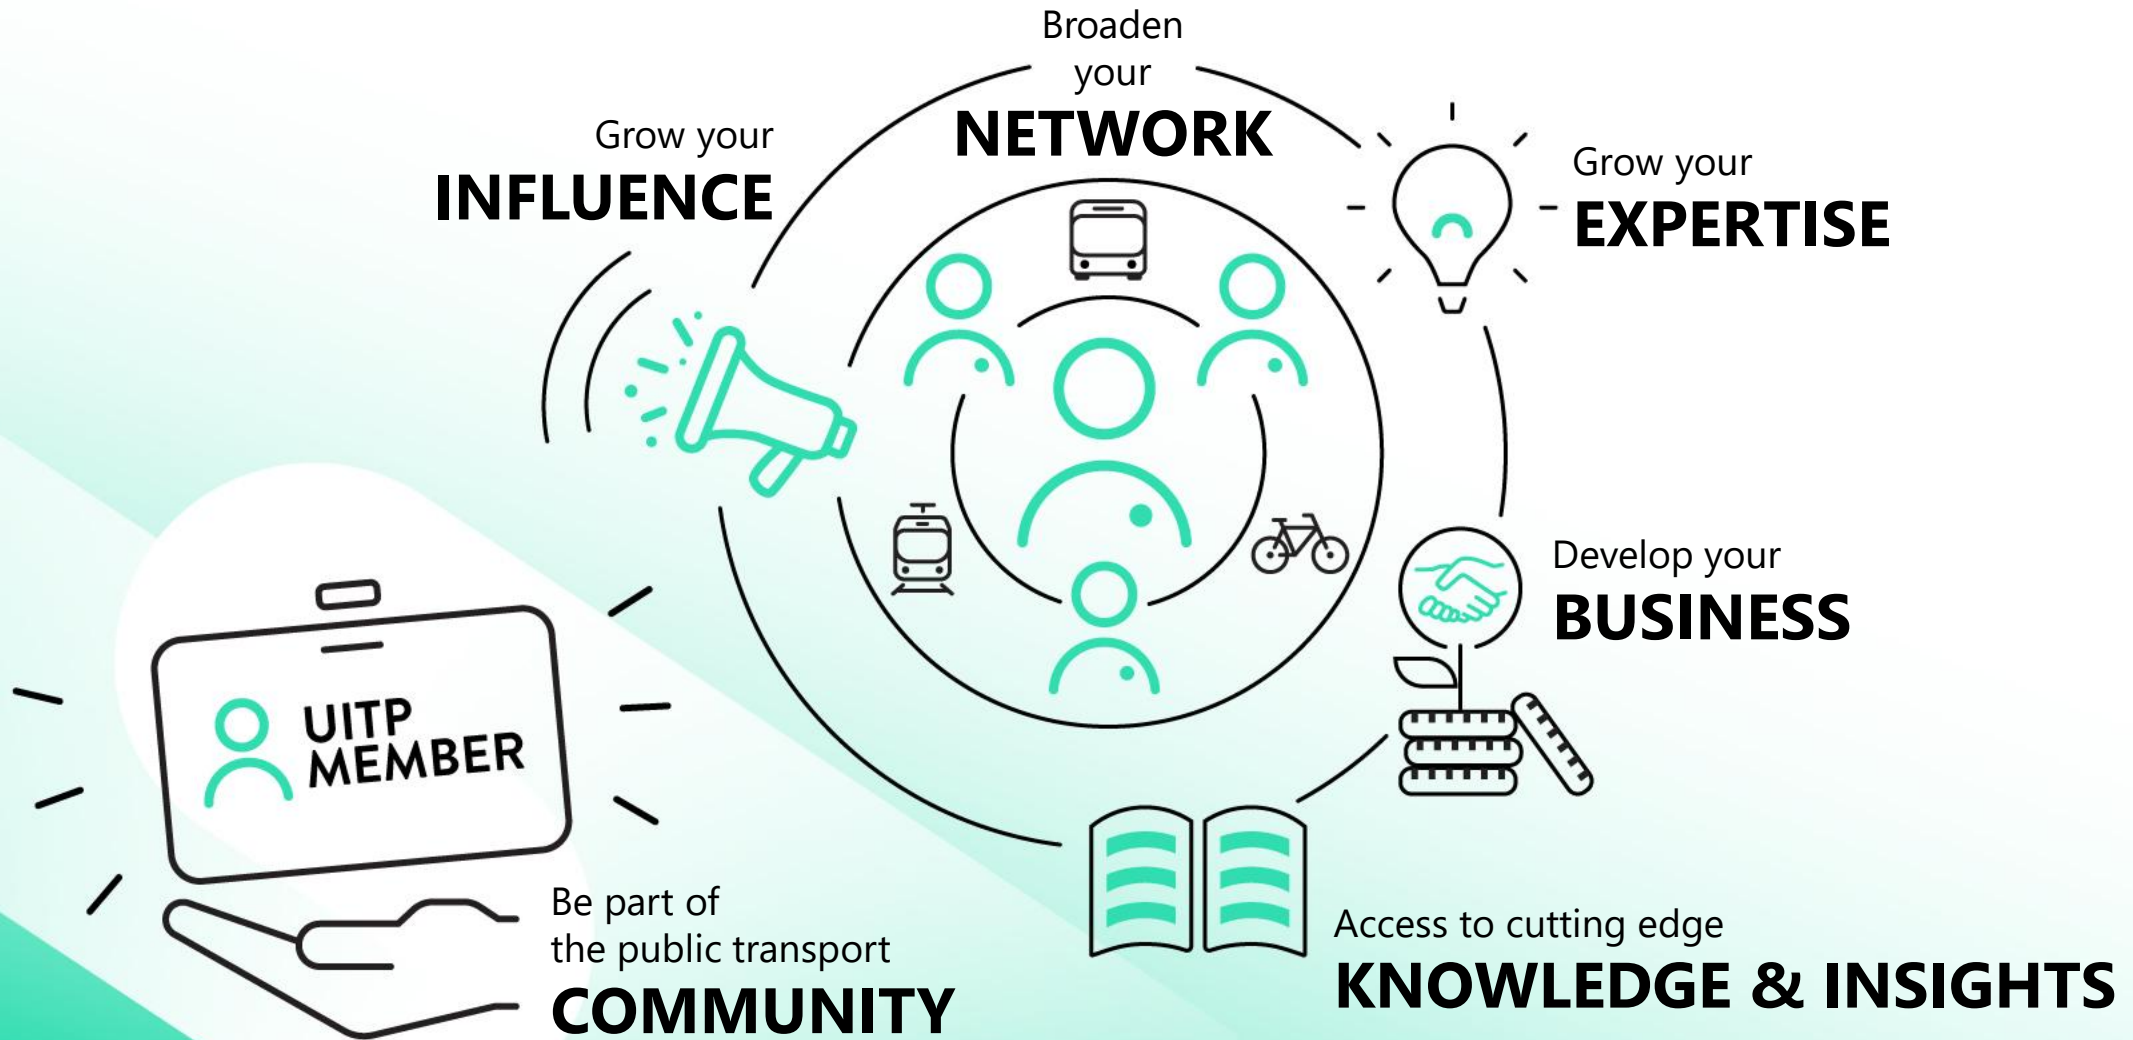 Broaden
your
NETWORK
Grow your
INFLUENCE
Grow your
EXPERTISE
Develop your
BUSINESS
UITP
MEMBER
Be part of
the public transport
COMMUNITY
Access to cutting edge
KNOWLEDGE & INSIGHTS